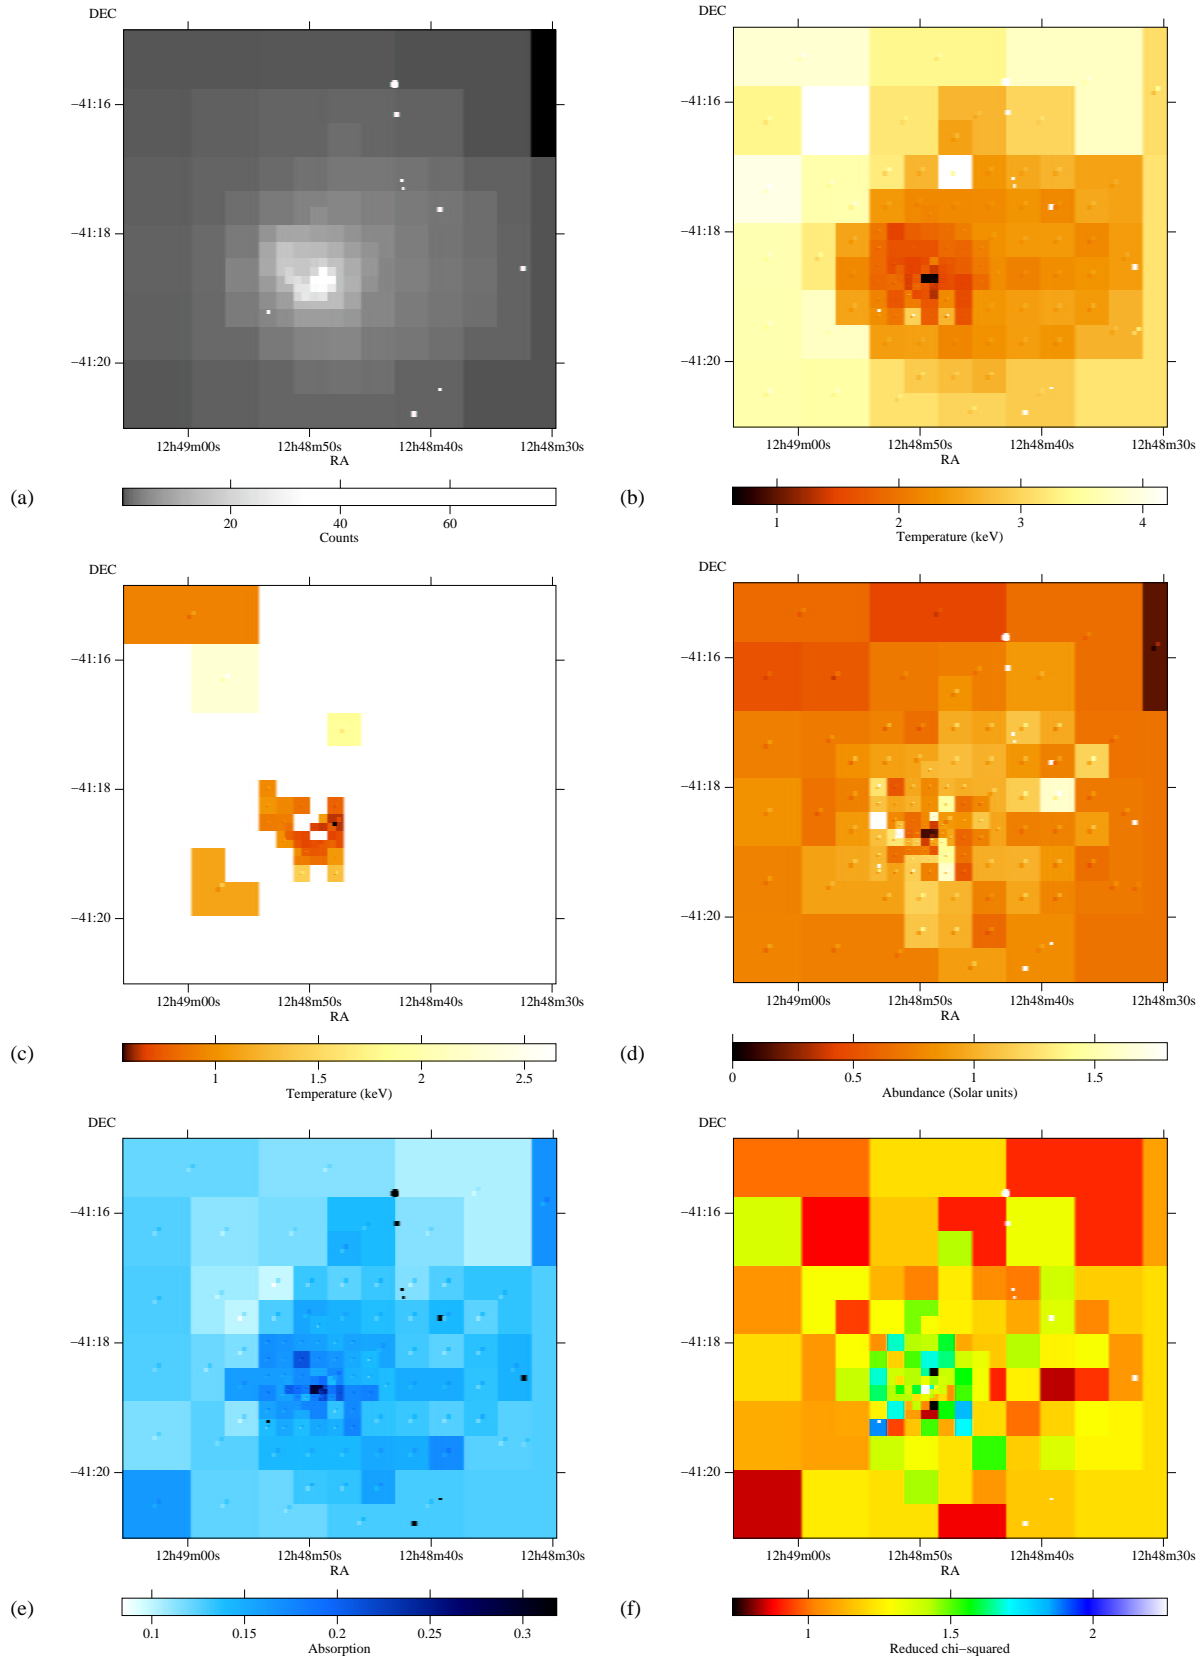 DEC DEC
−41:16 −41:16
−41:18 −41:18
−41:20 −41:20
12h49m00s 12h48m50s 12h48m40s 12h48m30s 12h49m00s 12h48m50s 12h48m40s 12h48m30s
RA RA
(a) (b)
20 40 60 1 2 3 4
Counts Temperature (keV)
DEC DEC
−41:16 −41:16
−41:18 −41:18
−41:20 −41:20
12h49m00s 12h48m50s 12h48m40s 12h48m30s 12h49m00s 12h48m50s 12h48m40s 12h48m30s
RA RA
(c) (d)
1 1.5 2 2.5 0 0.5 1 1.5
Temperature (keV) Abundance (Solar units)
DEC DEC
−41:16 −41:16
−41:18 −41:18
−41:20 −41:20
12h49m00s 12h48m50s 12h48m40s 12h48m30s 12h49m00s 12h48m50s 12h48m40s 12h48m30s
RA RA
(e) (f)
0.1 0.15 0.2 0.25 0.3 1 1.5 2
Absorption Reduced chi−squared